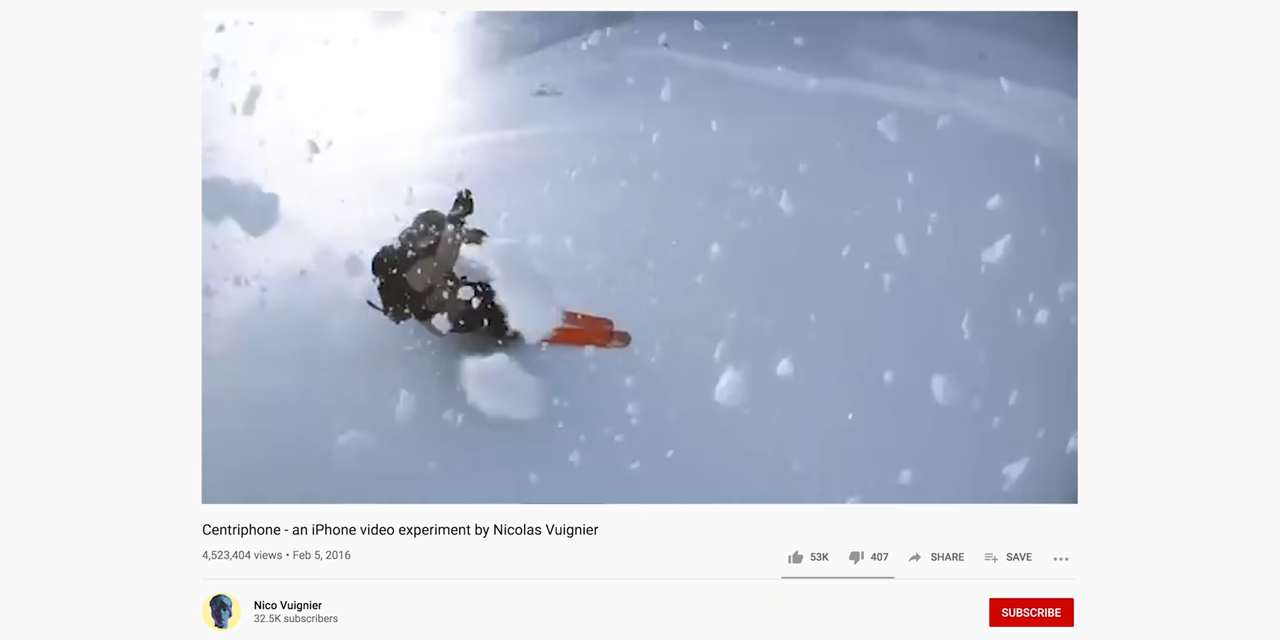 Centriphone - an iPhone video experiment by Nicolas Vuignier
4,523,404 views • Feb 5, 2016
53K 407 SHARE SAVE
Nico Vuignier
32.5K subscribers
SUBSCRIBE